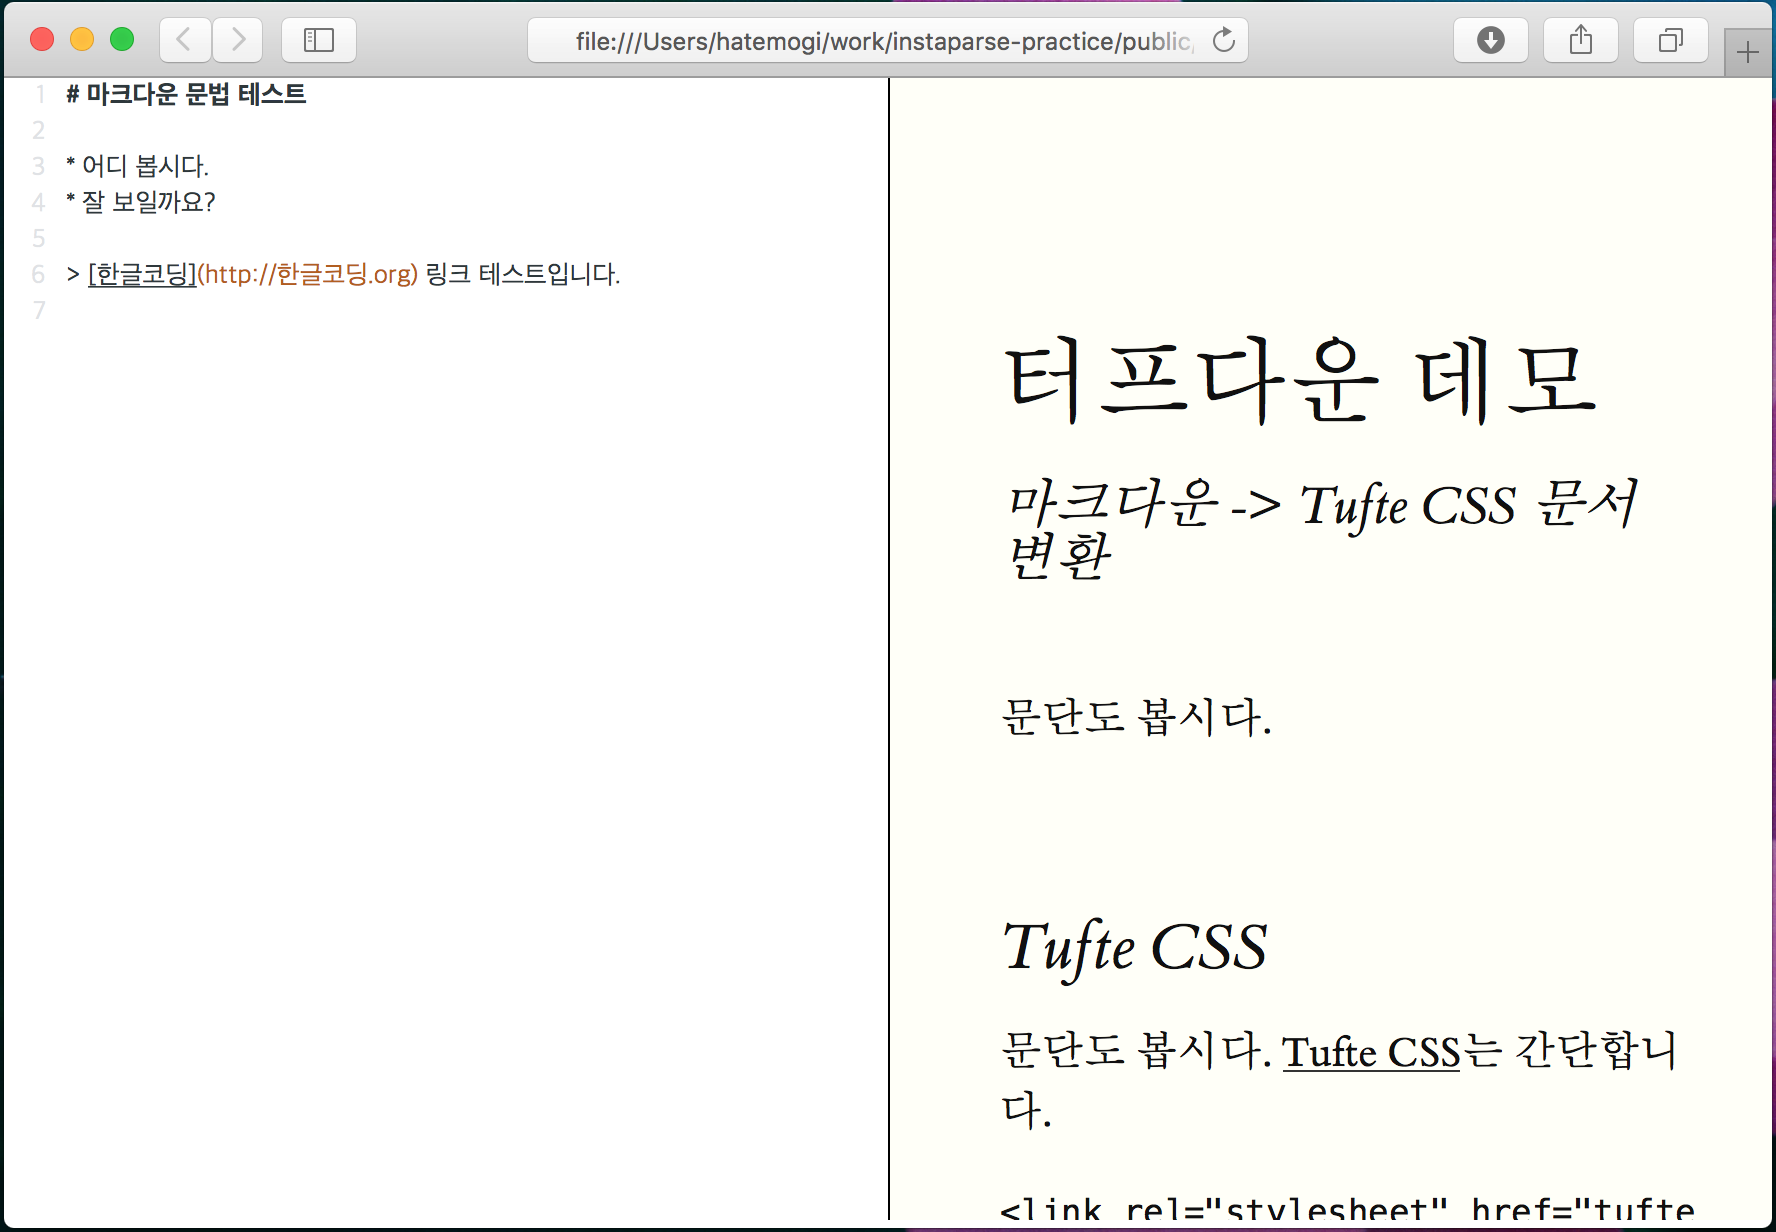 file:///Users/hatemogi/work/instaparse-practice/public/
1 # 마크다운 문법 테스트
2
3 * 어디 봅시다.
4 * 잘 보일까요?
5
6 > [한글코딩](http://한글코딩.org) 링크 테스트입니다.
7
터프다운 데모
마크다운 -> Tufte CSS 문서
변환
문단도 봅시다.
Tufte CSS
문단도 봅시다. Tufte CSS는 간단합니
다.
<link rel="stylesheet" href="tufte